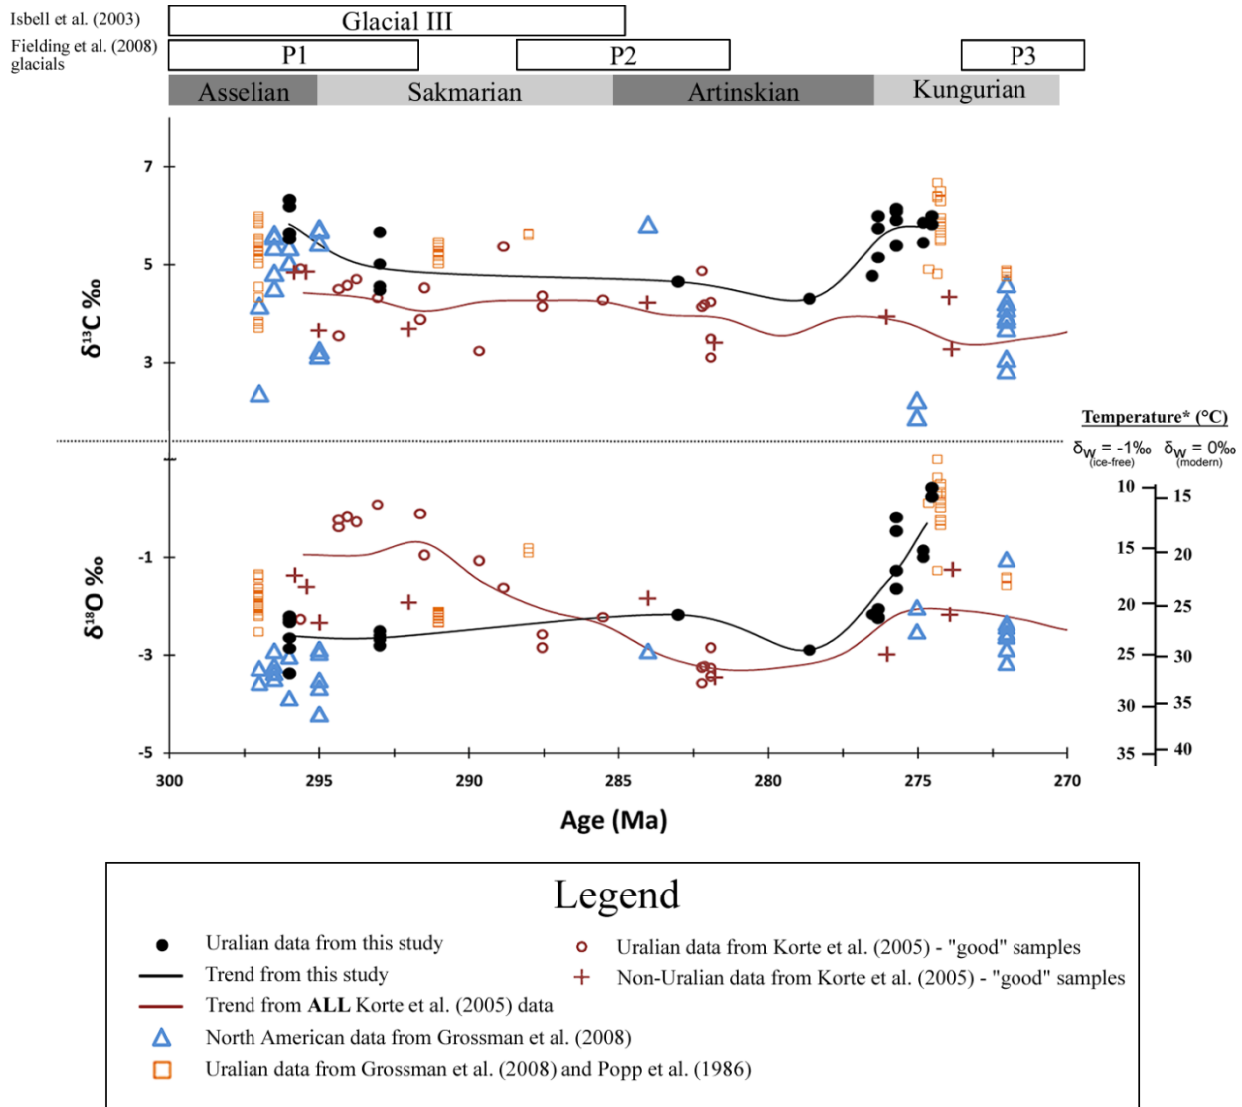 Isbell et al. (2003)
Glacial III
Fielding et al. (2008)
glacials
P1
P2
P3
Asselian
Sakmarian
Artinskian
Kungurian
7
5
3
δ¹³C ‰
Temperature* (°C)
δw = -1‰
(ice-free)
δw = 0‰
(modern)
-1
-3
-5
δ¹⁸O ‰
10
15
20
25
30
35
15
20
25
30
35
40
300
295
290
285
280
275
270
Age (Ma)
Legend
Uralian data from this study
Trend from this study
Trend from ALL Korte et al. (2005) data
North American data from Grossman et al. (2008)
Uralian data from Grossman et al. (2008) and Popp et al. (1986)
Uralian data from Korte et al. (2005) - "good" samples
Non-Uralian data from Korte et al. (2005) - "good" samples